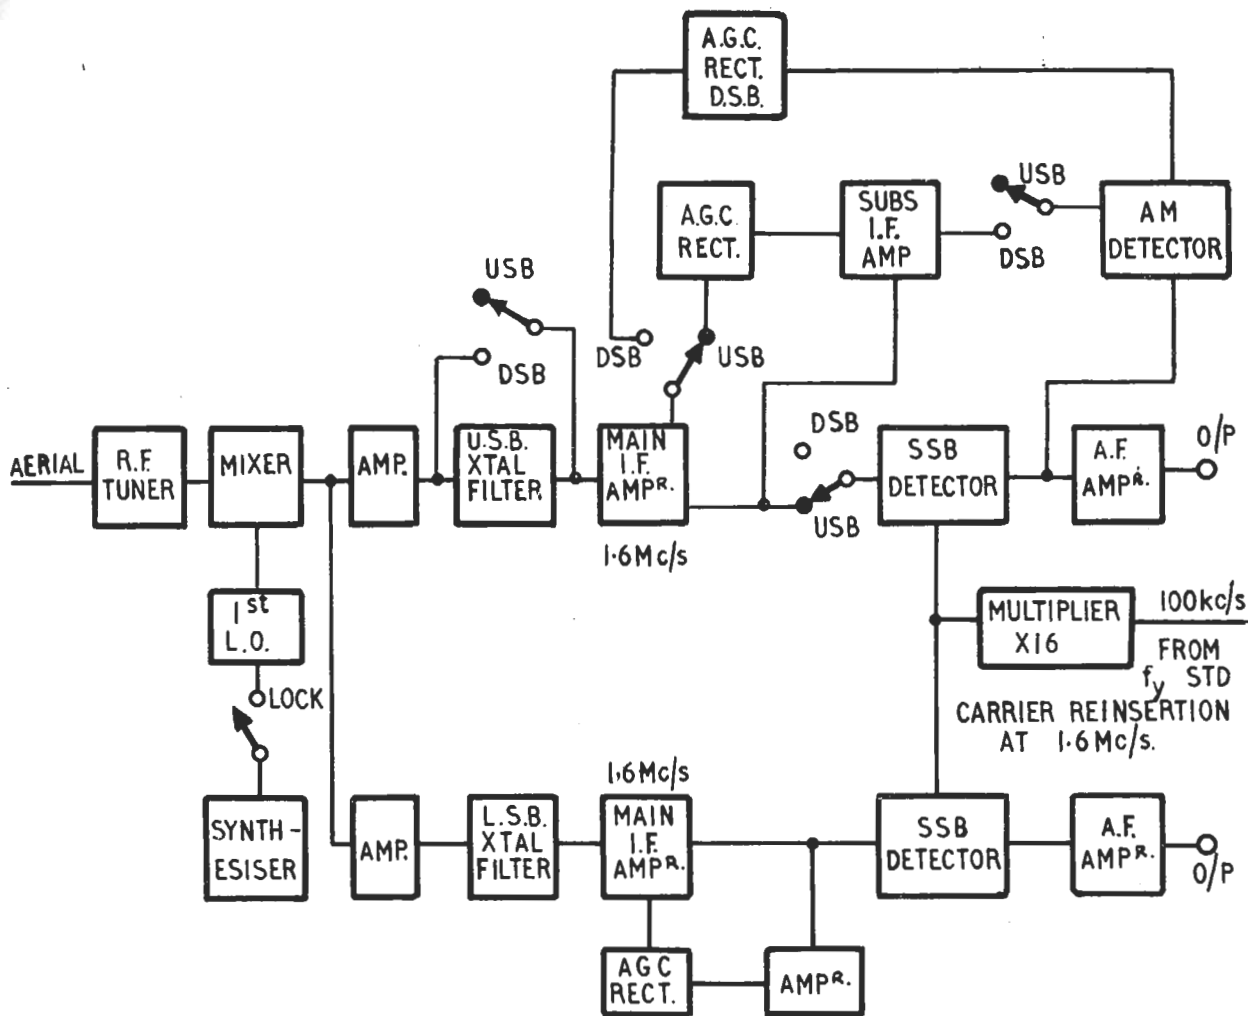 A.G.C.
RECT.
D.S.B.
USB
A.G.C.
RECT.
SUBS
I.F.
AMP
DSB
AM
DETECTOR
USB
DSB
DSB
USB
AERIAL
R.F.
TUNER
MIXER
AMP.
U.S.B.
XTAL
FILTER
MAIN
I.F.
AMPR.
1.6Mc/s
DSB
USB
SSB
DETECTOR
A.F.
AMPR.
O/P
1st
L.O.
LOCK
SYNTH-
ESISER
MULTIPLIER
X16
100kc/s
FROM
fy STD
CARRIER REINSERTION
AT 1.6Mc/s.
AMP.
L.S.B.
XTAL
FILTER
1,6Mc/s
MAIN
I.F.
AMPR.
SSB
DETECTOR
A.F.
AMPR.
O/P
AGC
RECT.
AMPR.